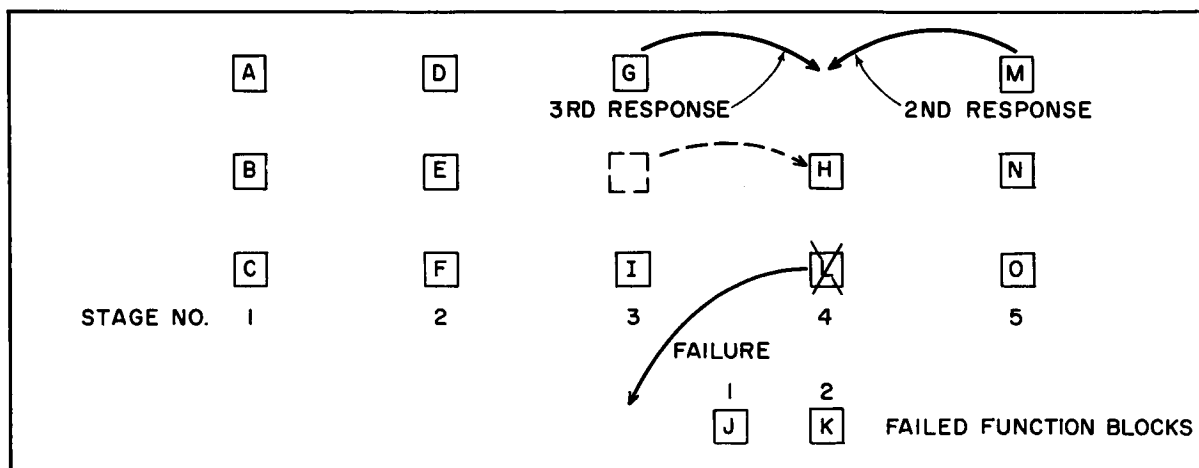 A D G M
3RD RESPONSE 2ND RESPONSE
B E H N
C F I L O
STAGE NO. 1 2 3 4 5
FAILURE
1 2
J K FAILED FUNCTION BLOCKS